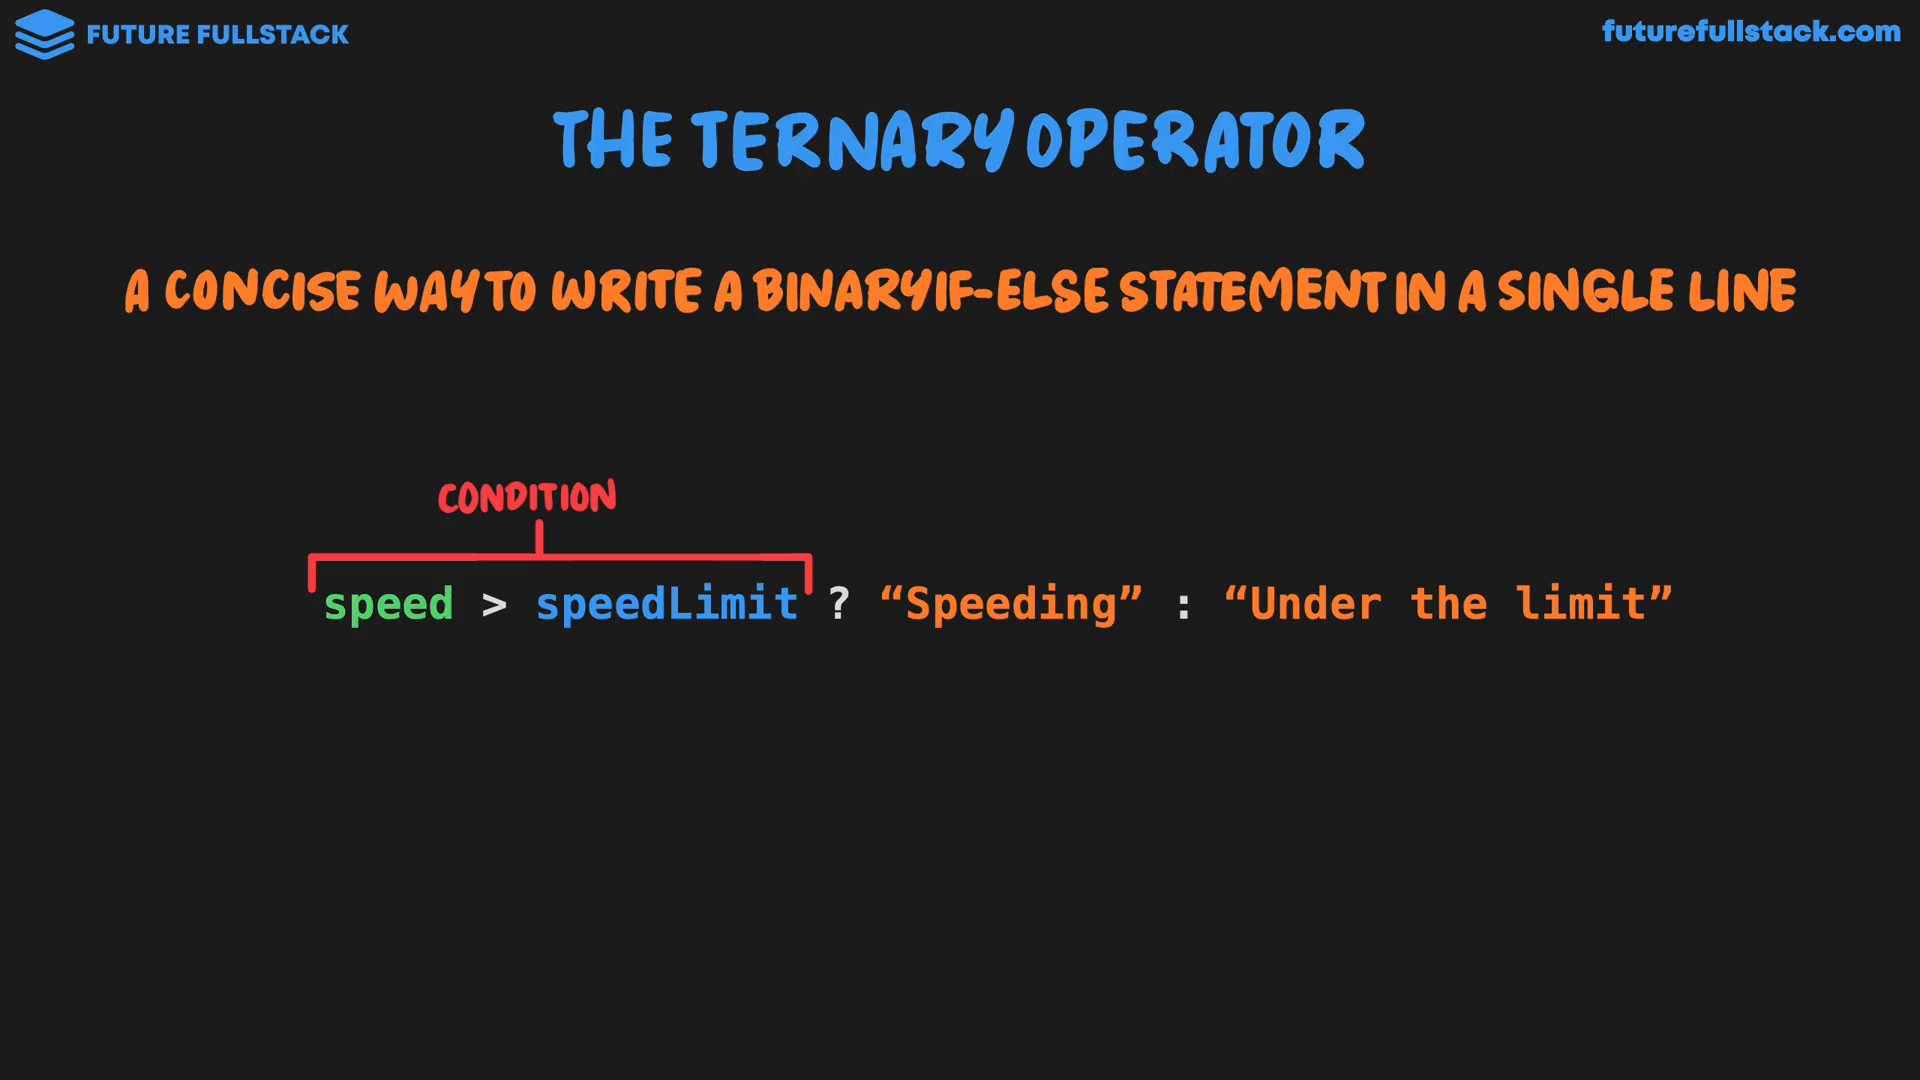 FUTURE FULLSTACK
futurefullstack.com
THE TERNARY OPERATOR
A CONCISE WAY TO WRITE A BINARY IF-ELSE STATEMENT IN A SINGLE LINE
CONDITION
speed > speedLimit ? “Speeding” : “Under the limit”